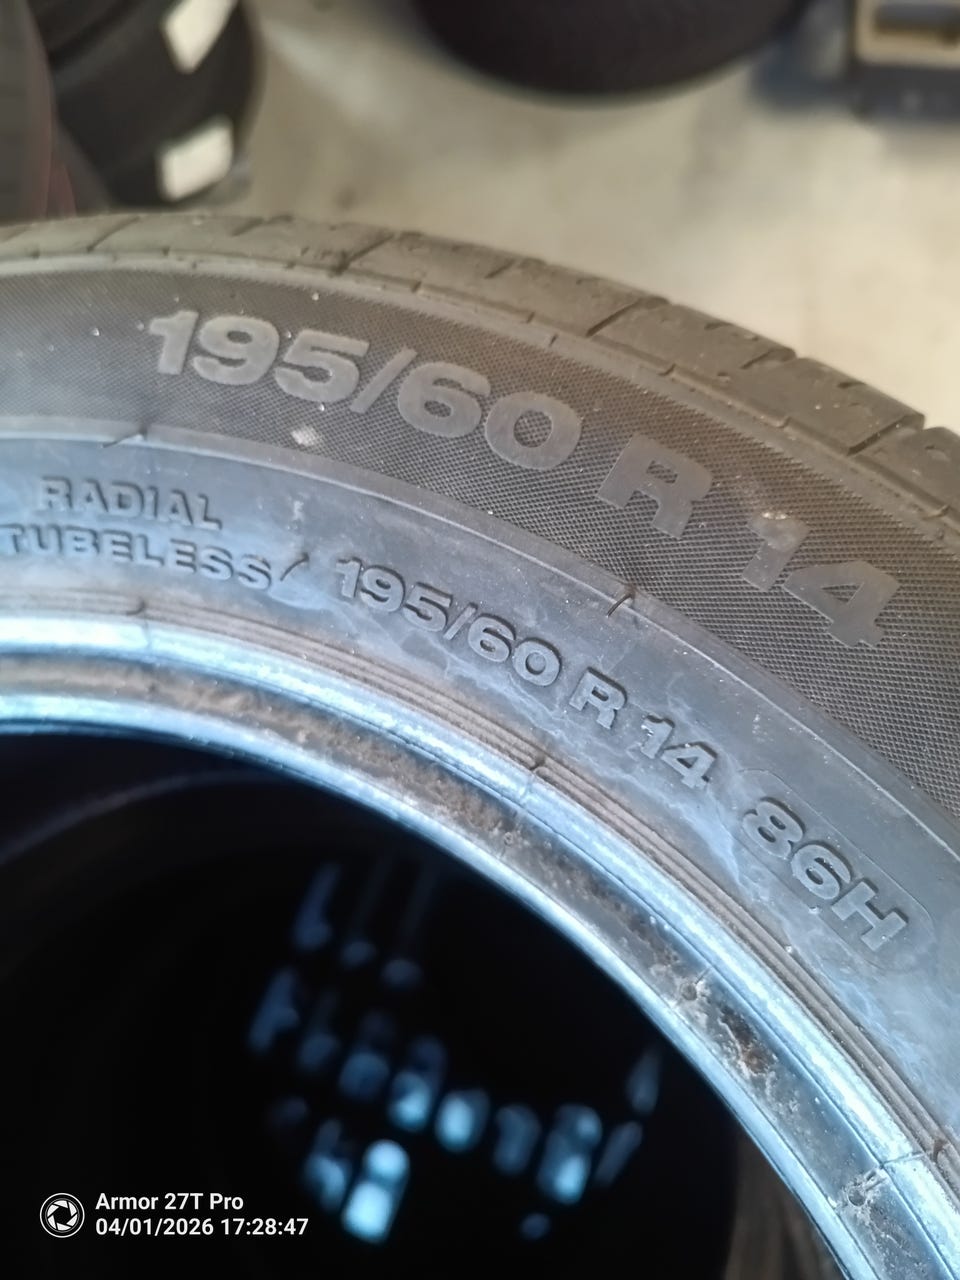 195/60 R 14
RADIAL
TUBELESS 195/60 R 14 86H
Armor 27T Pro
04/01/2026 17:28:47